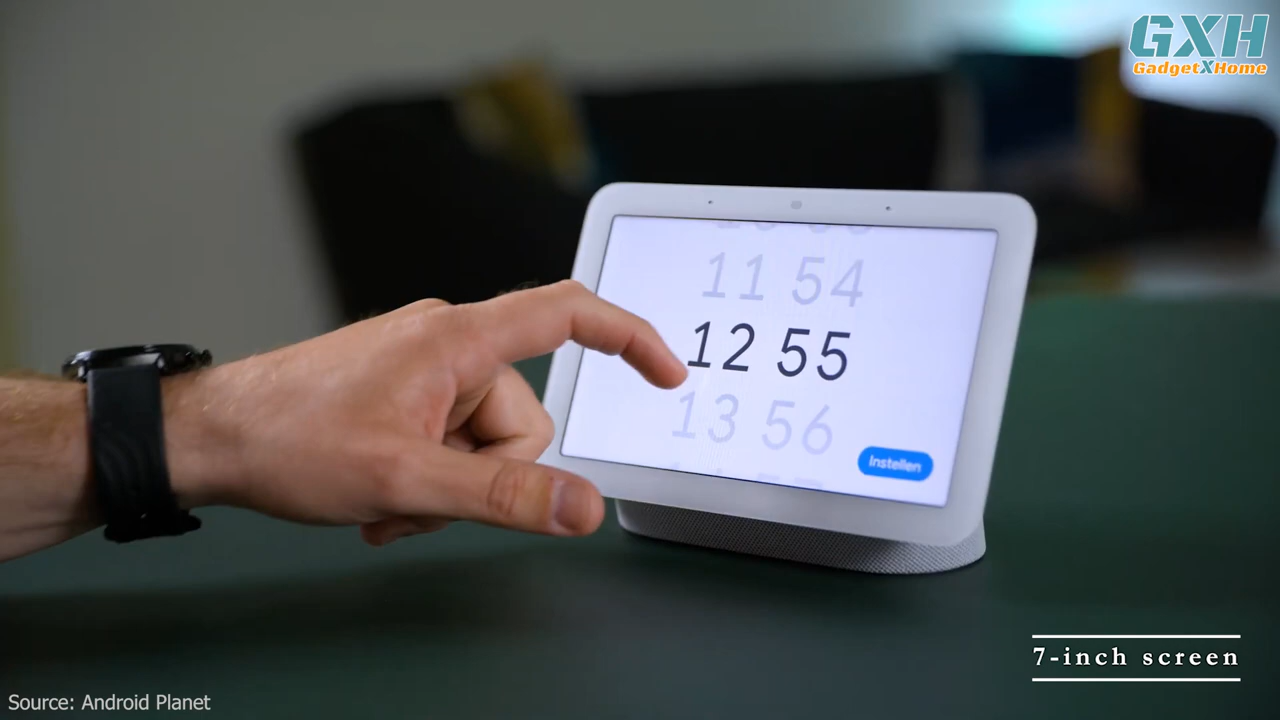 GXH
GadgetXHome
11 54
12 55
13 56
Instellen
7-inch screen
Source: Android Planet